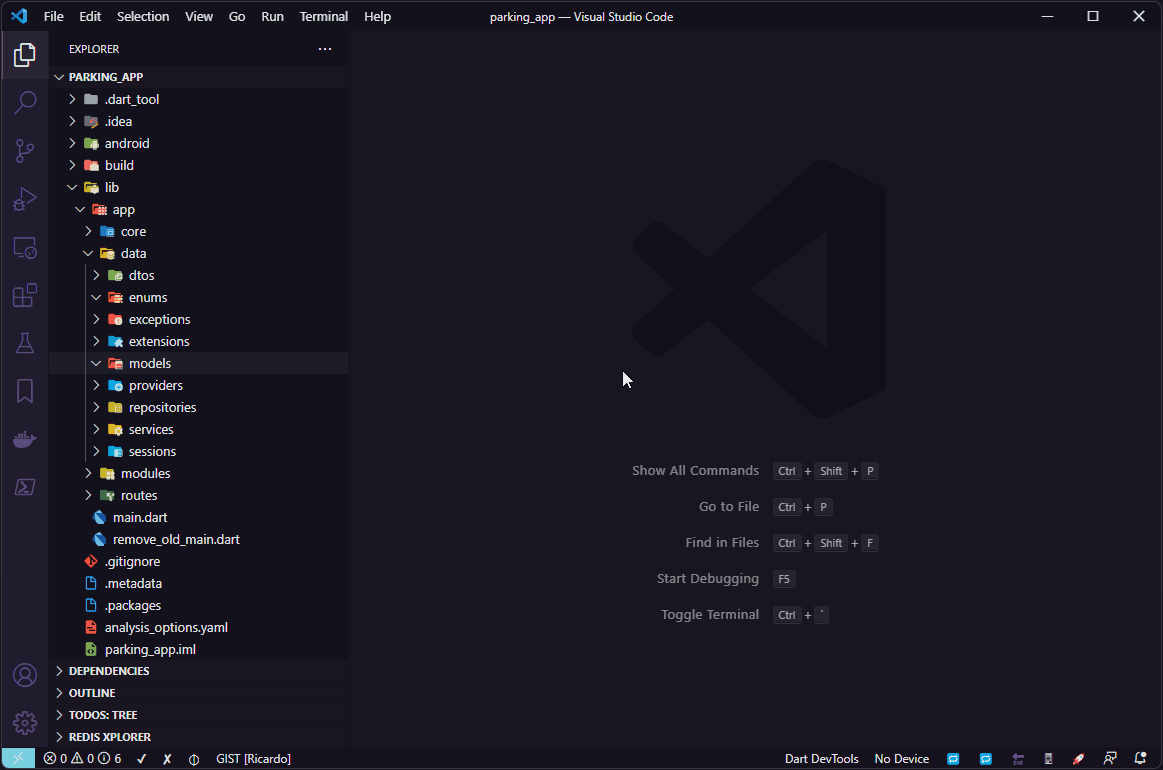 File Edit Selection View Go Run Terminal Help parking_app — Visual Studio Code
EXPLORER
PARKING_APP
.dart_tool
.idea
android
build
lib
app
core
data
dtos
enums
exceptions
extensions
models
providers
repositories
services
sessions
modules
routes
main.dart
remove_old_main.dart
.gitignore
.metadata
.packages
analysis_options.yaml
parking_app.iml
DEPENDENCIES
OUTLINE
TODOS: TREE
REDIS XPLORER
Show All Commands Ctrl + Shift + P
Go to File Ctrl + P
Find in Files Ctrl + Shift + F
Start Debugging F5
Toggle Terminal Ctrl + `
0 0 6 GIST [Ricardo] Dart DevTools No Device